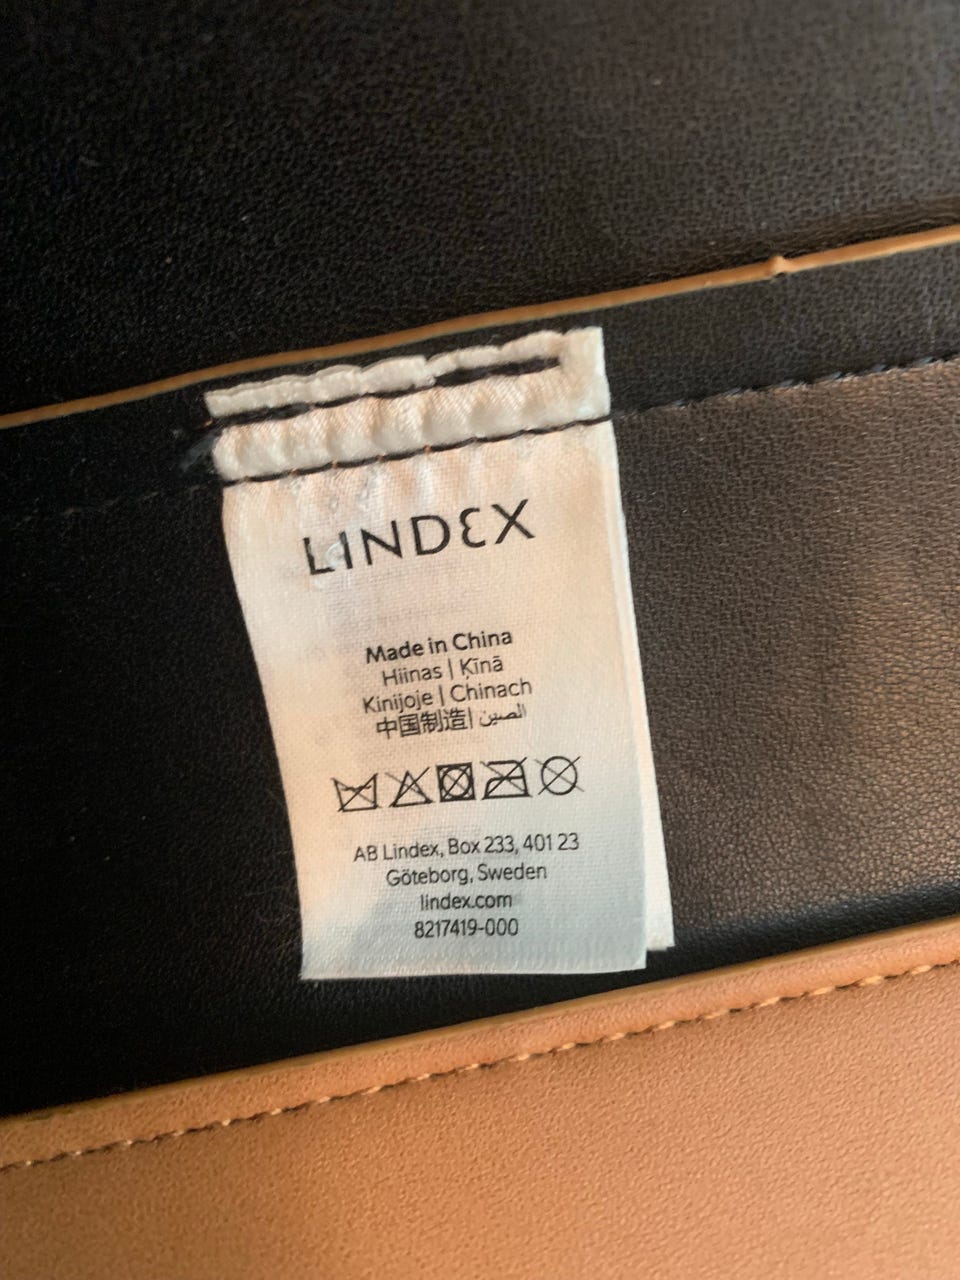 LINDEX
Made in China
Hiinas | Ķīnā
Kinijoje | Chinach
中国制造| الصين
AB Lindex, Box 233, 401 23
Göteborg, Sweden
lindex.com
8217419-000